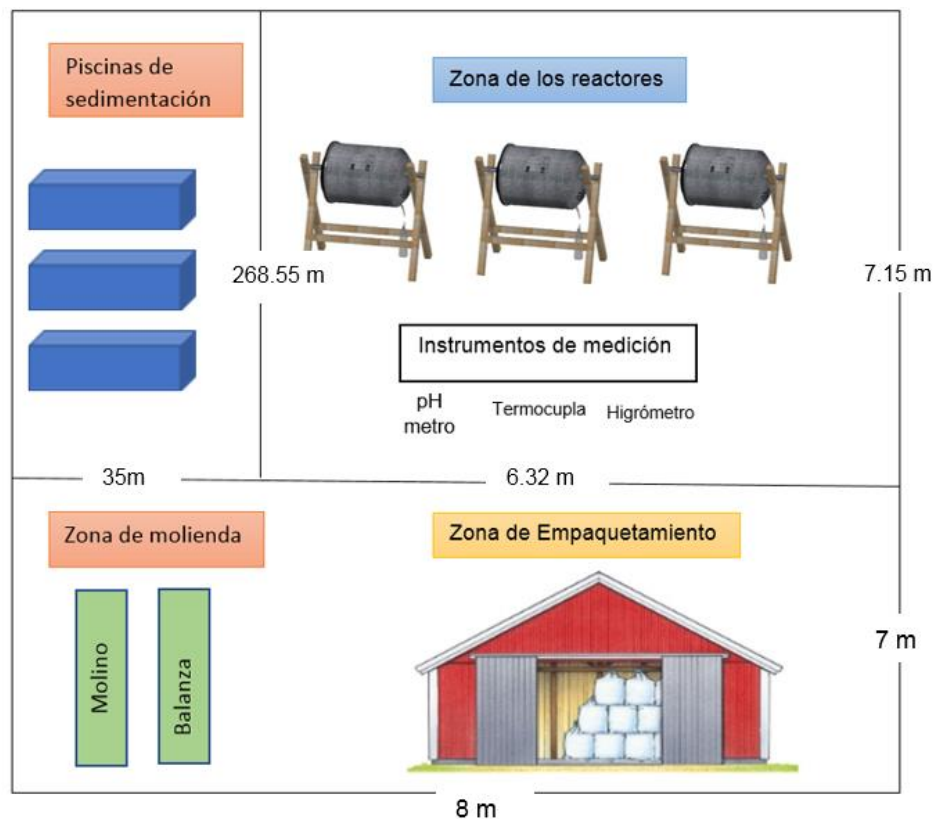 Piscinas de
sedimentación
Zona de los reactores
268.55 m
7.15 m
Instrumentos de medición
pH
metro
Termocupla
Higrómetro
35m
6.32 m
Zona de molienda
Zona de Empaquetamiento
Molino
Balanza
7 m
8 m